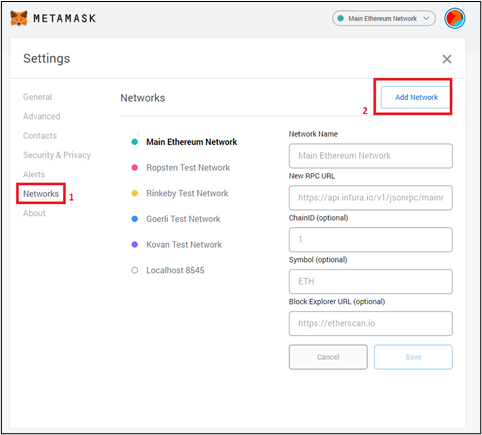 METAMASK
Main Ethereum Network
Settings
General
Advanced
Contacts
Security & Privacy
Alerts
Networks
1
About
Networks
2
Add Network
Main Ethereum Network
Ropsten Test Network
Rinkeby Test Network
Goerli Test Network
Kovan Test Network
Localhost 8545
Network Name
Main Ethereum Network
New RPC URL
https://api.infura.io/v1/jsonrpc/mainr
ChainID (optional)
1
Symbol (optional)
ETH
Block Explorer URL (optional)
https://etherscan.io
Cancel
Save